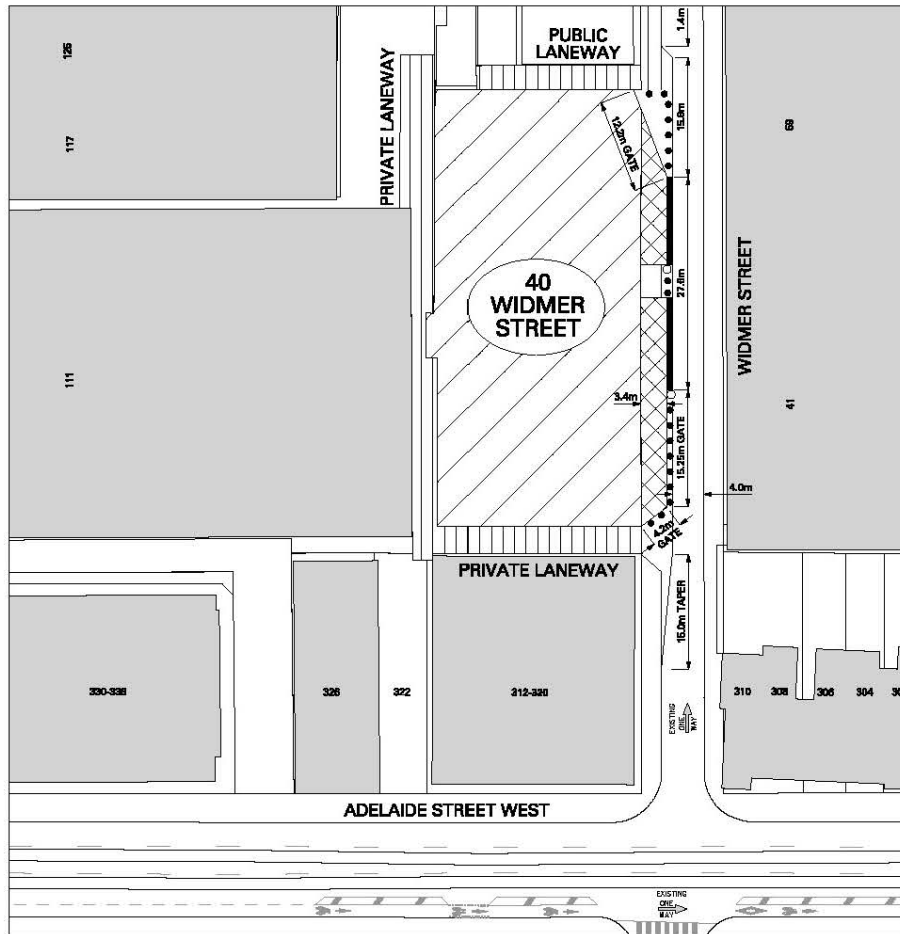 125
117
PRIVATE LANEWAY
PUBLIC
LANEWAY
1.4m
15.8m
12.2m GATE
69
27.6m
40
WIDMER
STREET
WIDMER STREET
111
3.4m
41
15.25m GATE
4.0m
4.2m
GATE
PRIVATE LANEWAY
15.0m TAPER
330-338
326
322
312-320
310
308
306
304
30
EXISTING
ONE
WAY
ADELAIDE STREET WEST
EXISTING
ONE
WAY